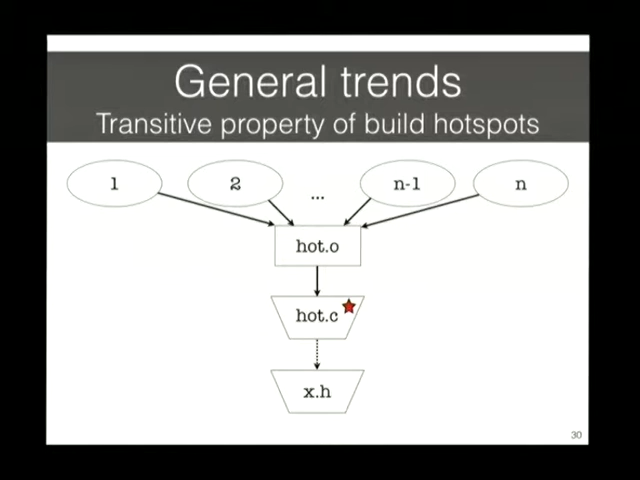 General trends
Transitive property of build hotspots
1 2 ... n-1 n
hot.o
hot.c
x.h
30